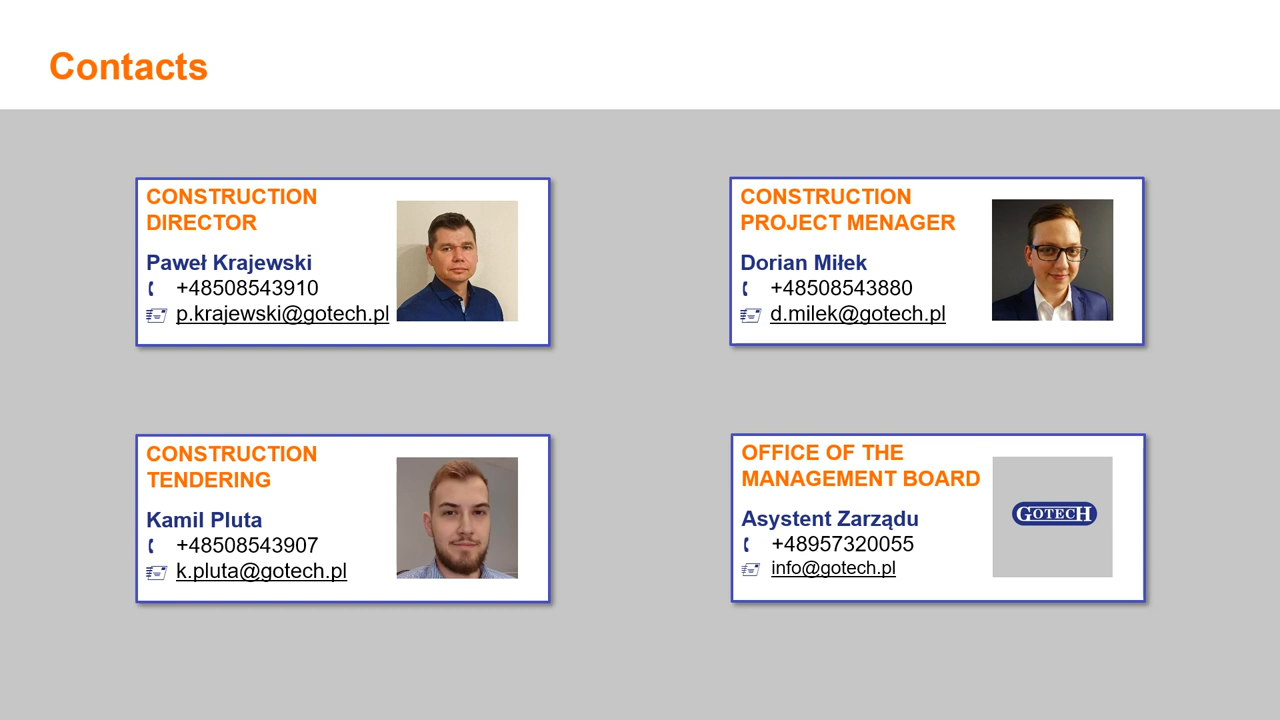 Contacts
CONSTRUCTION
DIRECTOR
Paweł Krajewski
+48508543910
p.krajewski@gotech.pl
CONSTRUCTION
PROJECT MENAGER
Dorian Miłek
+48508543880
d.milek@gotech.pl
CONSTRUCTION
TENDERING
Kamil Pluta
+48508543907
k.pluta@gotech.pl
OFFICE OF THE
MANAGEMENT BOARD
Asystent Zarządu
+48957320055
info@gotech.pl
GOTECH